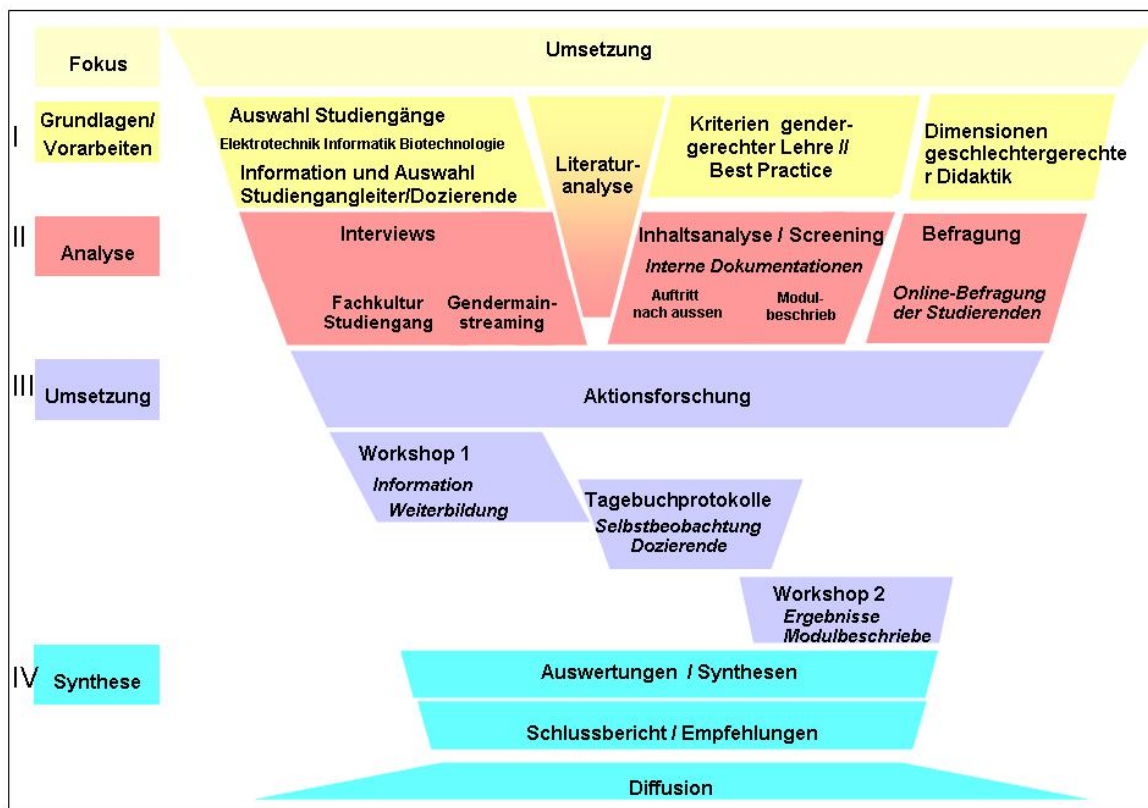 Fokus
Umsetzung
I
Grundlagen/
Vorarbeiten
Auswahl Studiengänge
Elektrotechnik Informatik Biotechnologie
Information und Auswahl
Studiengangleiter/Dozierende
Literatur-
analyse
Kriterien gender-
gerechter Lehre //
Best Practice
Dimensionen
geschlechtergerechte
r Didaktik
II
Analyse
Interviews
Fachkultur
Studiengang
Gendermain-
streaming
Inhaltsanalyse / Screening
Interne Dokumentationen
Auftritt
nach aussen
Modul-
beschrieb
Befragung
Online-Befragung
der Studierenden
III
Umsetzung
Aktionsforschung
Workshop 1
Information
Weiterbildung
Tagebuchprotokolle
Selbstbeobachtung
Dozierende
Workshop 2
Ergebnisse
Modulbeschriebe
IV
Synthese
Auswertungen / Synthesen
Schlussbericht / Empfehlungen
Diffusion